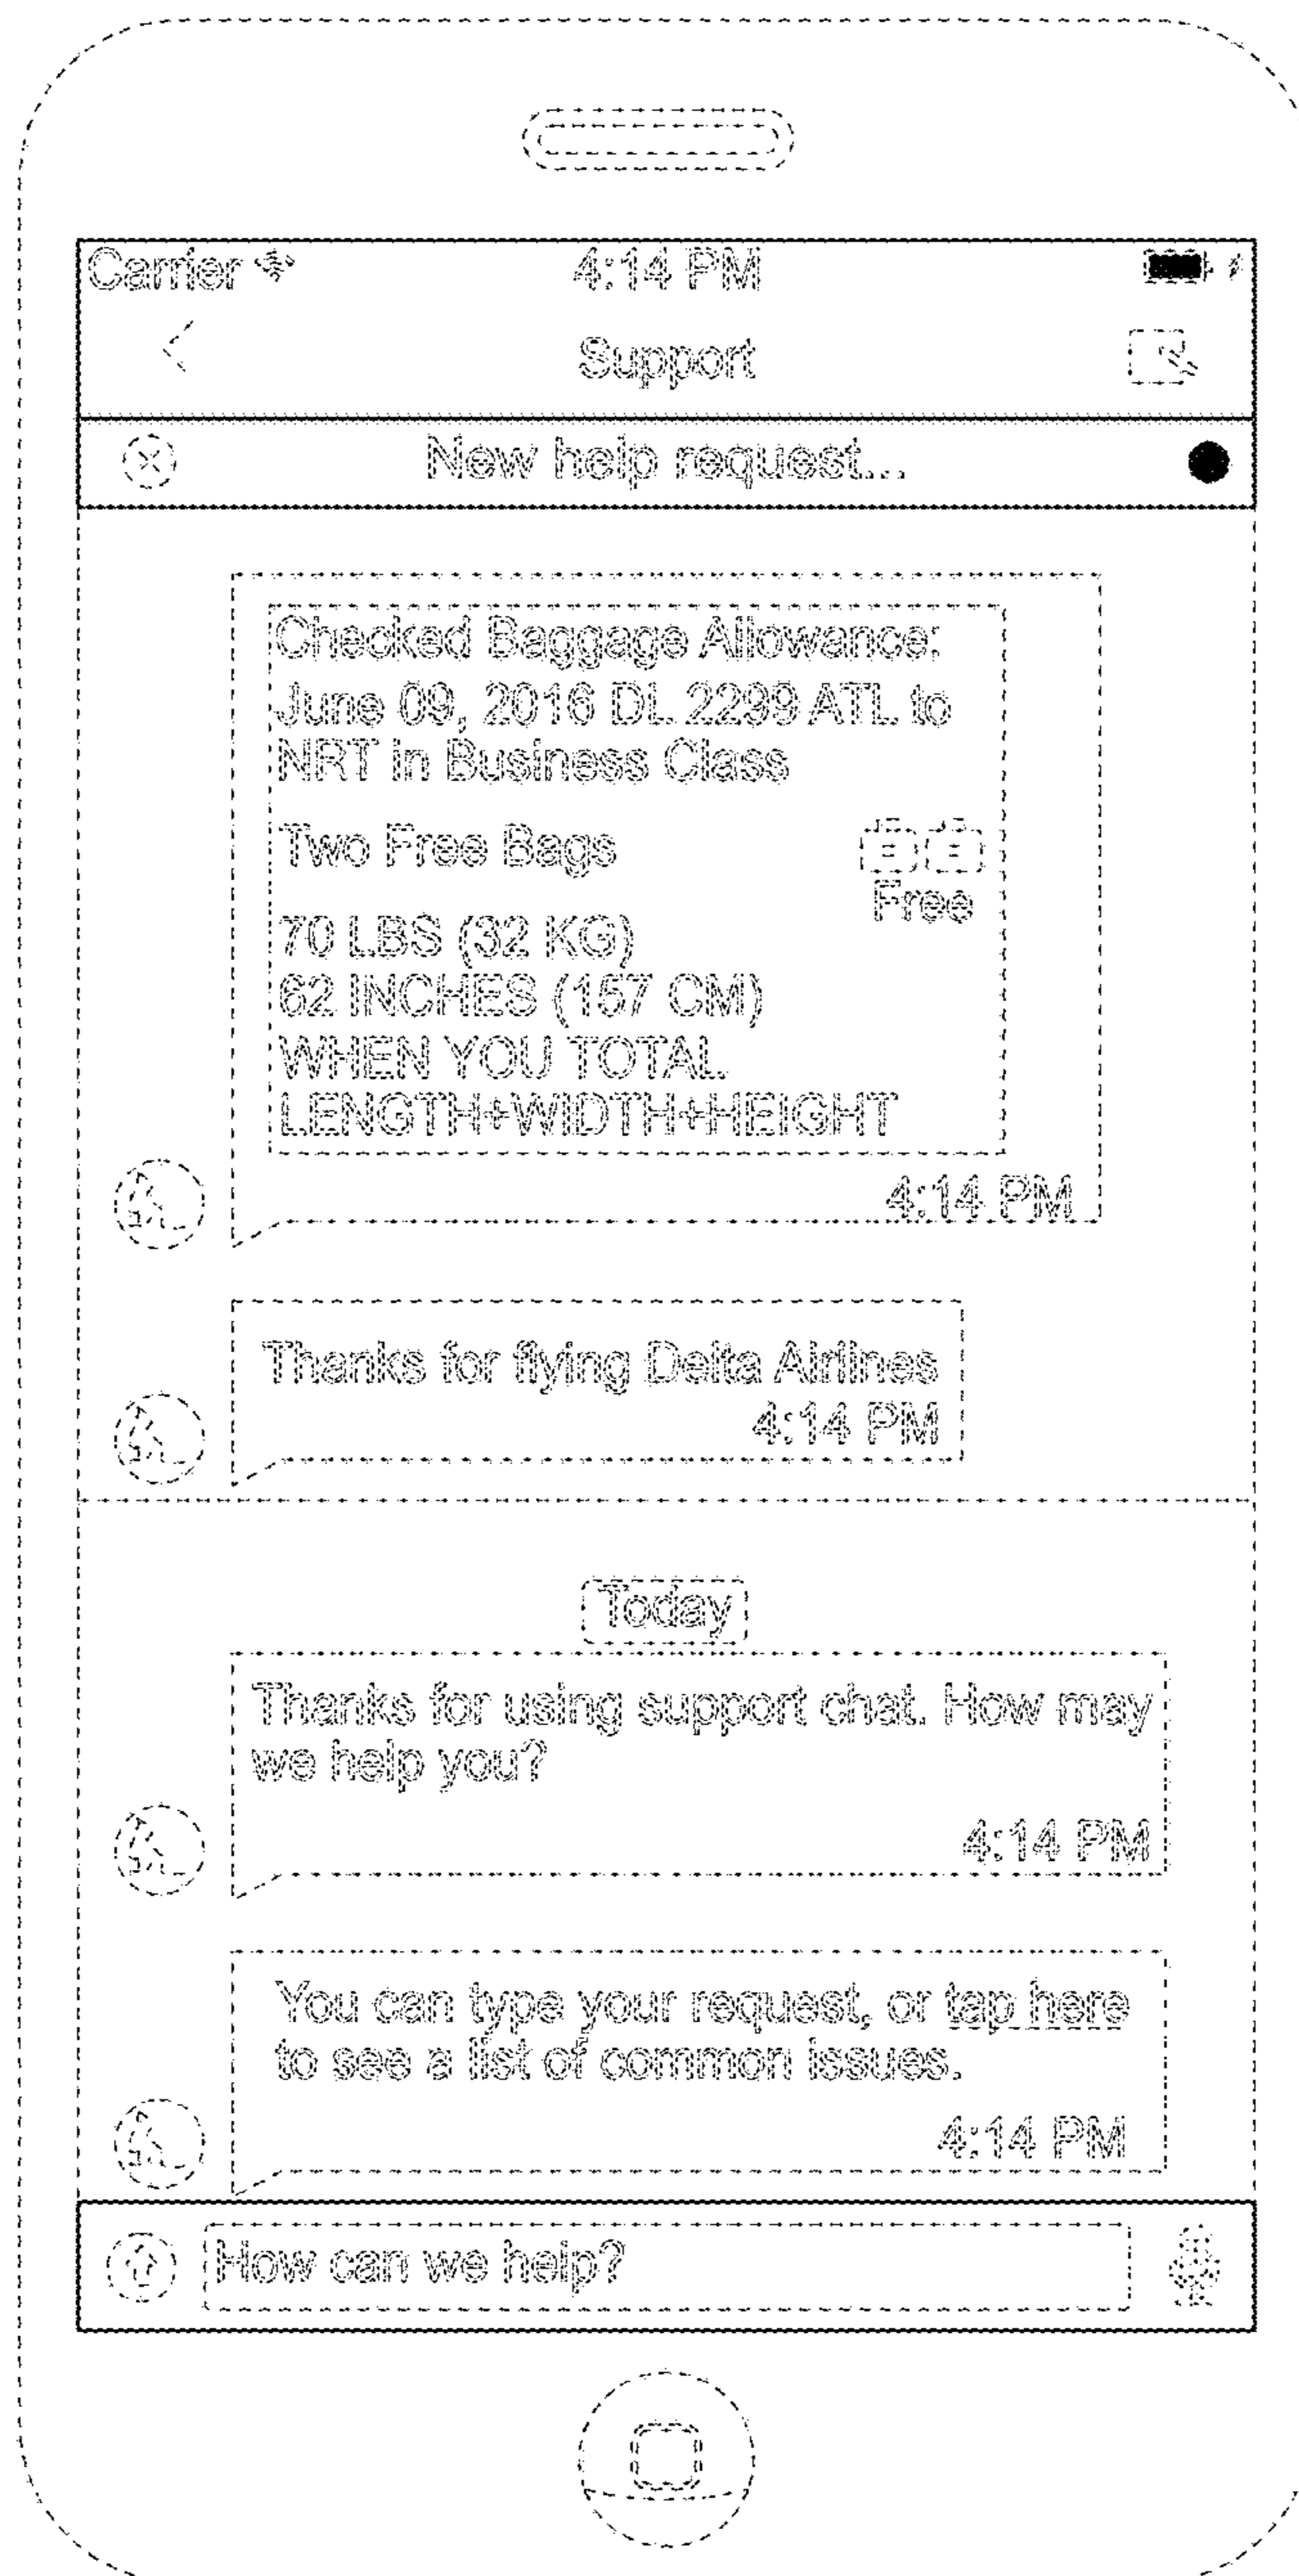 Carrier 4:14 PM
Support
New help request...
Checked Baggage Allowance:
June 09, 2016 DL 2299 ATL to
NRT in Business Class
Two Free Bags
Free
70 LBS (32 KG)
62 INCHES (157 CM)
WHEN YOU TOTAL
LENGTH+WIDTH+HEIGHT
4:14 PM
Thanks for flying Delta Airlines
4:14 PM
Today
Thanks for using support chat. How may
we help you?
4:14 PM
You can type your request, or tap here
to see a list of common issues.
4:14 PM
How can we help?